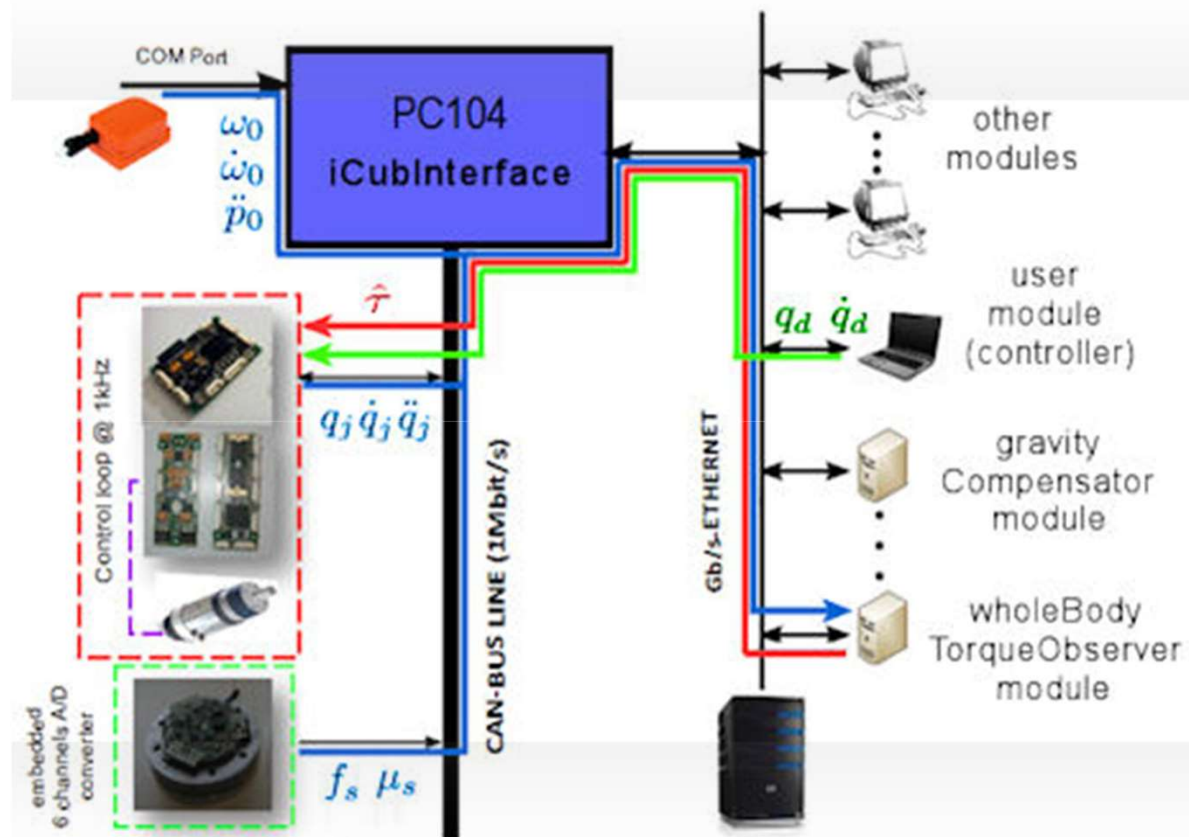 COM Port
PC104
iCubInterface
ω₀
ω̇₀
p̈₀
other
modules
τ̂
user
module
(controller)
q_d q̇_d
Control loop @ 1kHz
q_j q̇_j q̈_j
CAN-BUS LINE (1Mbit/s)
Gb/s-ETHERNET
gravity
Compensator
module
wholeBody
TorqueObserver
module
embedded
6 channels A/D
converter
f_s μ_s